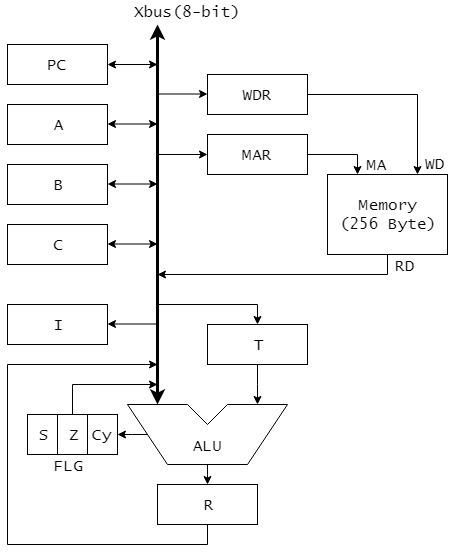 Xbus(8-bit)
PC
WDR
A
MAR
MA
WD
B
Memory
(256 Byte)
C
RD
I
T
S Z Cy
FLG
ALU
R